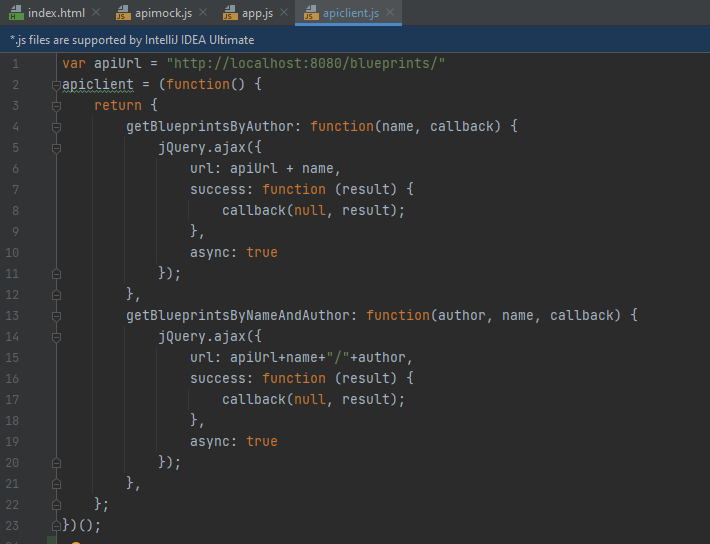 index.html apimock.js app.js apiclient.js
*.js files are supported by IntelliJ IDEA Ultimate
1 var apiUrl = "http://localhost:8080/blueprints/"
2 apiclient = (function() {
3     return {
4         getBlueprintsByAuthor: function(name, callback) {
5             jQuery.ajax({
6                 url: apiUrl + name,
7                 success: function (result) {
8                     callback(null, result);
9                 },
10                 async: true
11             });
12         },
13         getBlueprintsByNameAndAuthor: function(author, name, callback) {
14             jQuery.ajax({
15                 url: apiUrl+name+"/"+author,
16                 success: function (result) {
17                     callback(null, result);
18                 },
19                 async: true
20             });
21         },
22     };
23 })();